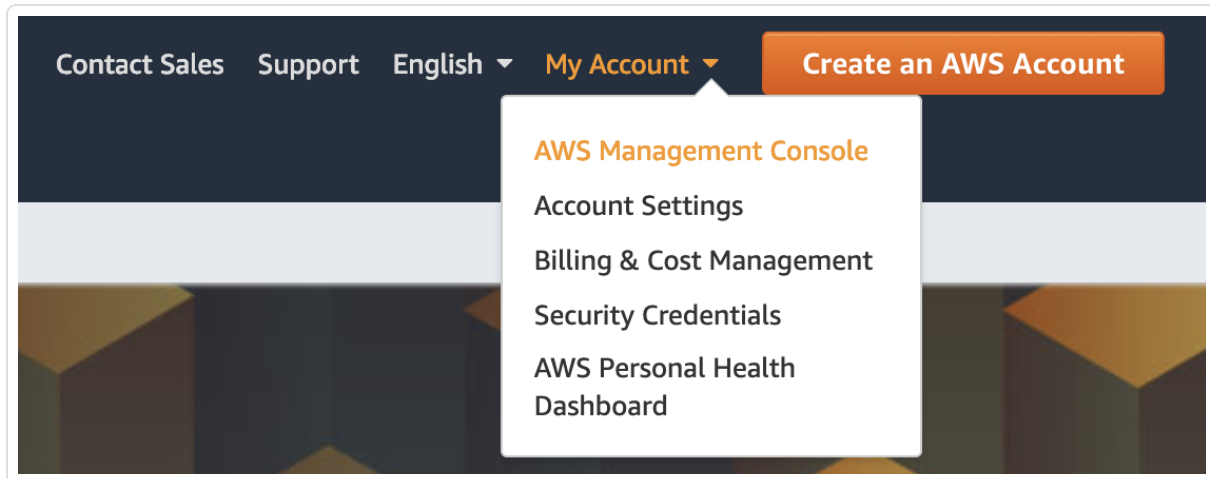 Contact Sales Support English My Account Create an AWS Account
AWS Management Console
Account Settings
Billing & Cost Management
Security Credentials
AWS Personal Health
Dashboard